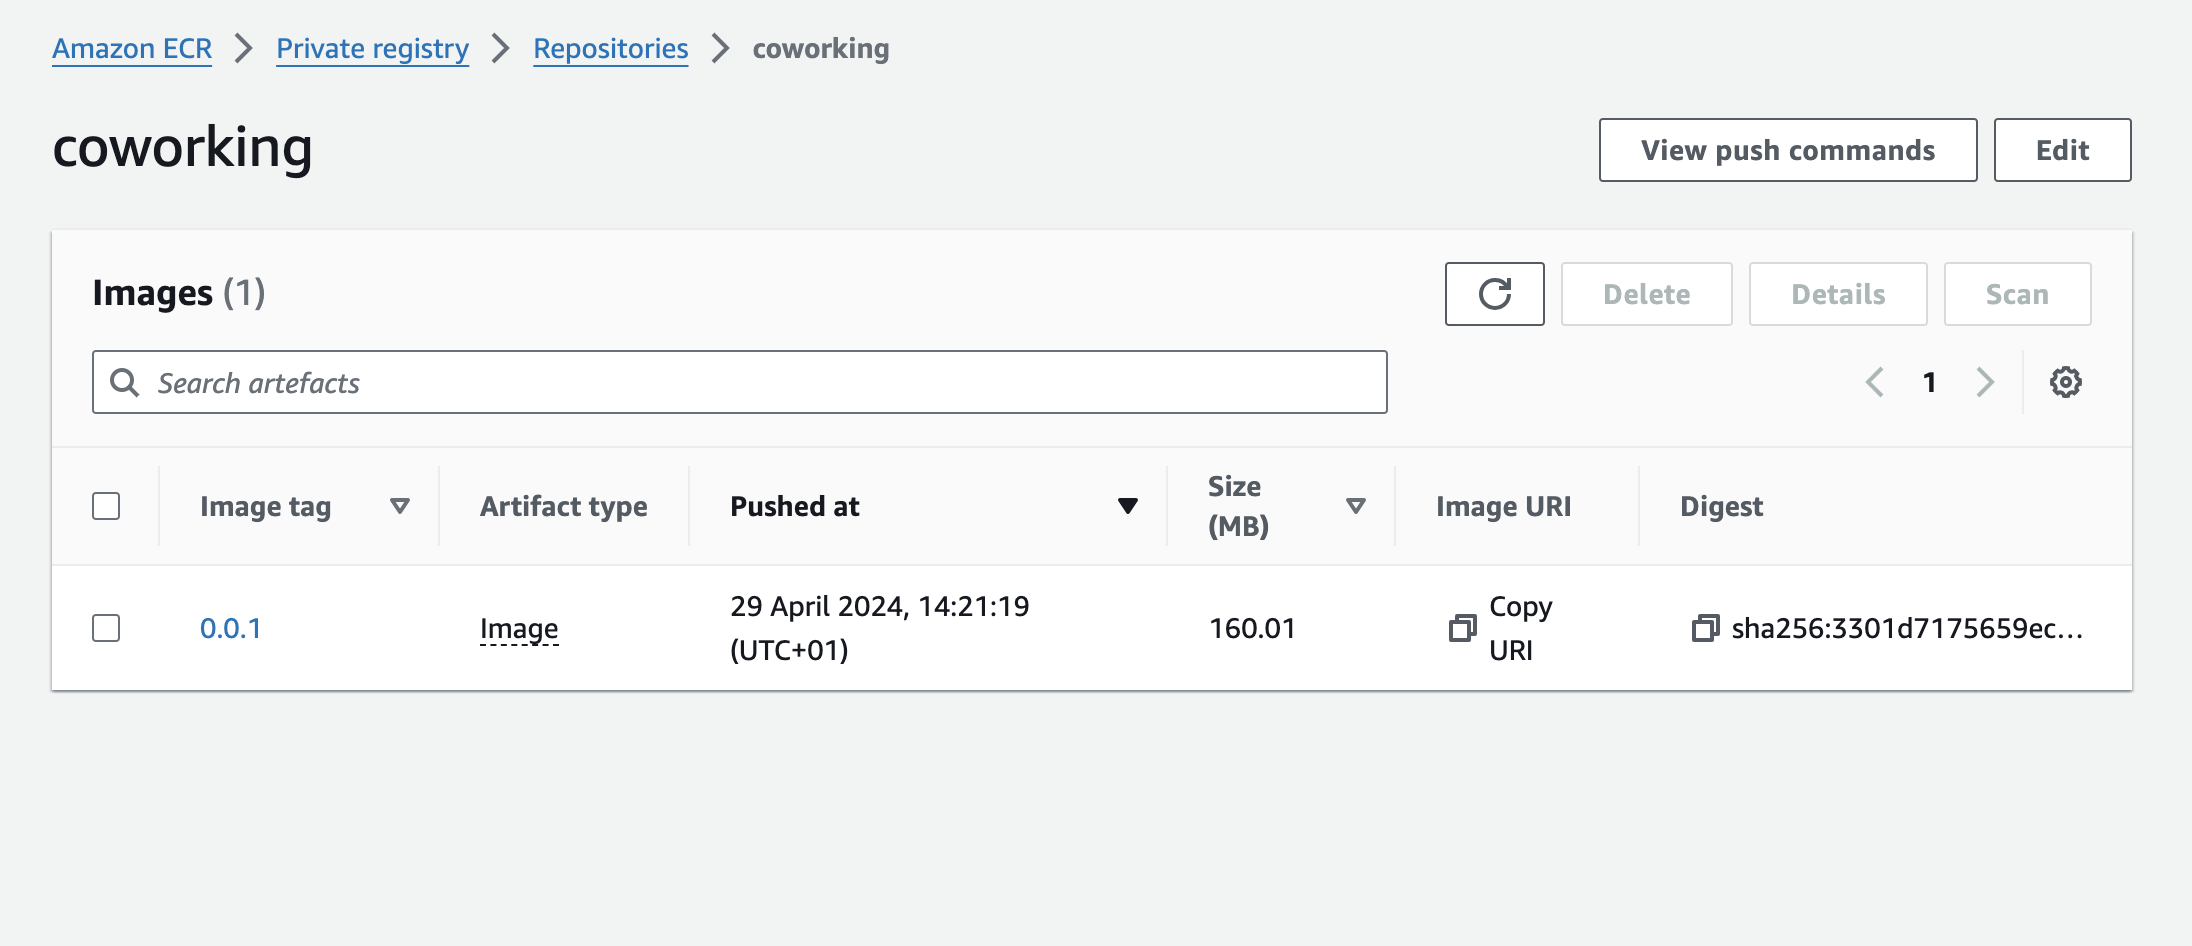 Amazon ECR Private registry Repositories coworking
coworking
View push commands
Edit
Images (1)
Delete
Details
Scan
Search artefacts
1
Image tag
Artifact type
Pushed at
Size
(MB)
Image URI
Digest
0.0.1
Image
29 April 2024, 14:21:19
(UTC+01)
160.01
Copy
URI
sha256:3301d7175659ec...